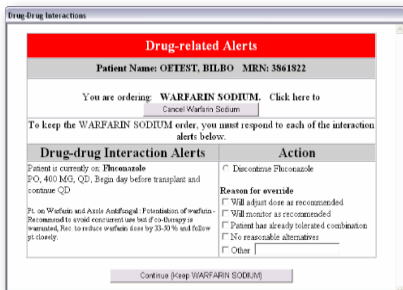 Drug-Drug Interactions
Drug-related Alerts
Patient Name: OFTEST, BILBO MRN: 3861822
You are ordering: WARFARIN SODIUM. Click here to
Cancel Warfarin Sodium
To keep the WARFARIN SODIUM order, you must respond to each of the interaction
alerts below.
Drug-drug Interaction Alerts
Patient is currently on: Fluconazole
PO, 400 MG, QD, Begin day before transplant and
continue QD
Pt. on Warfarin and Azole Antifungal: Potentiation of warfarin -
Recommend to avoid concurrent use but if co-therapy is
warranted, Rec. to reduce warfarin dose by 33-50 % and follow
pt closely.
Action
Discontinue Fluconazole
Reason for override
Will adjust dose as recommended
Will monitor as recommended
Patient has already tolerated combination
No reasonable alternatives
Other
Continue (Keep WARFARIN SODIUM)